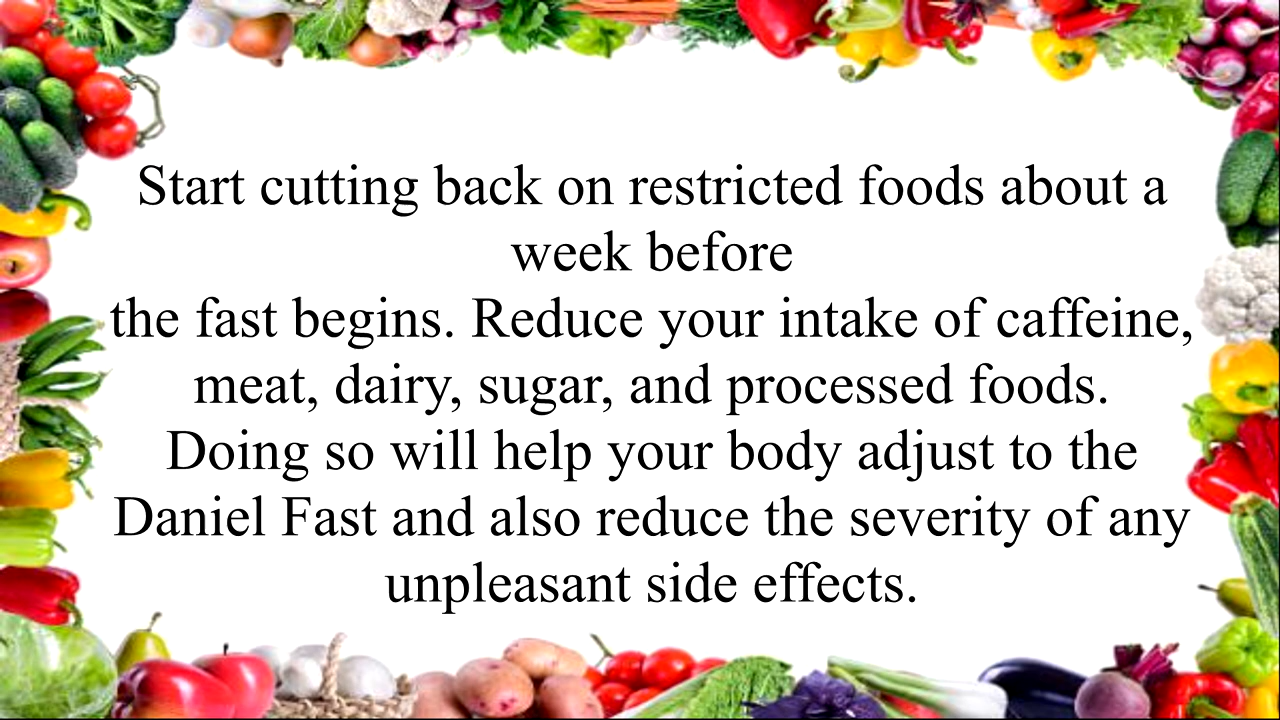 Start cutting back on restricted foods about a
week before
the fast begins. Reduce your intake of caffeine,
meat, dairy, sugar, and processed foods.
Doing so will help your body adjust to the
Daniel Fast and also reduce the severity of any
unpleasant side effects.